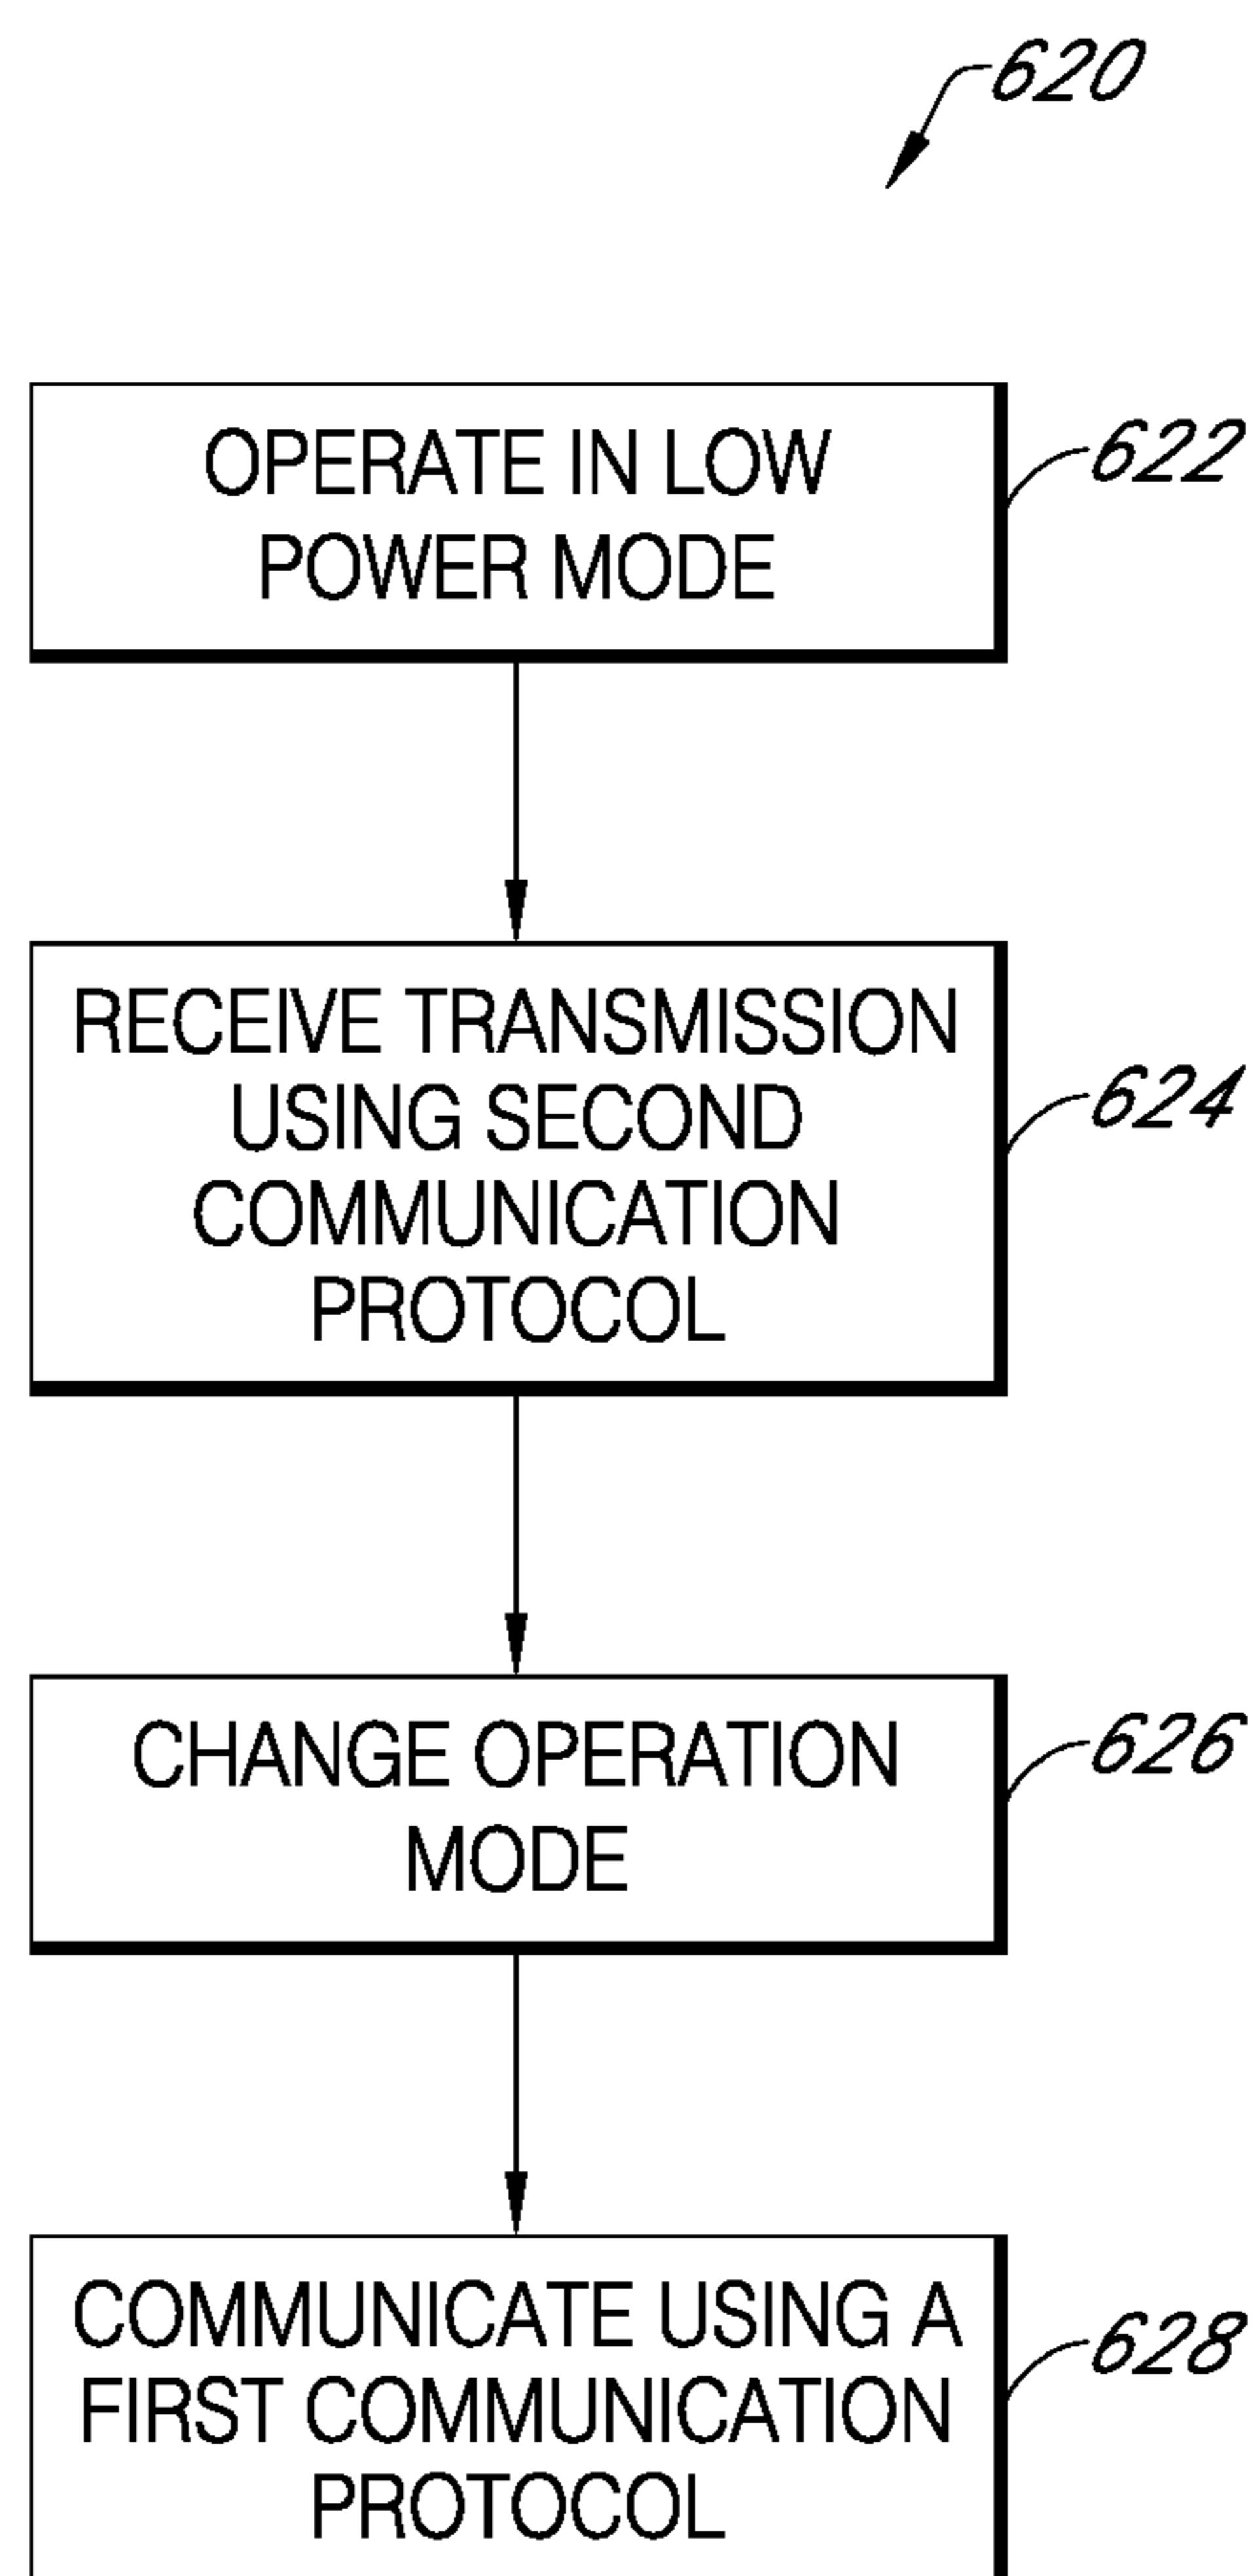 620
OPERATE IN LOW
POWER MODE
622
RECEIVE TRANSMISSION
USING SECOND
COMMUNICATION
PROTOCOL
624
CHANGE OPERATION
MODE
626
COMMUNICATE USING A
FIRST COMMUNICATION
PROTOCOL
628